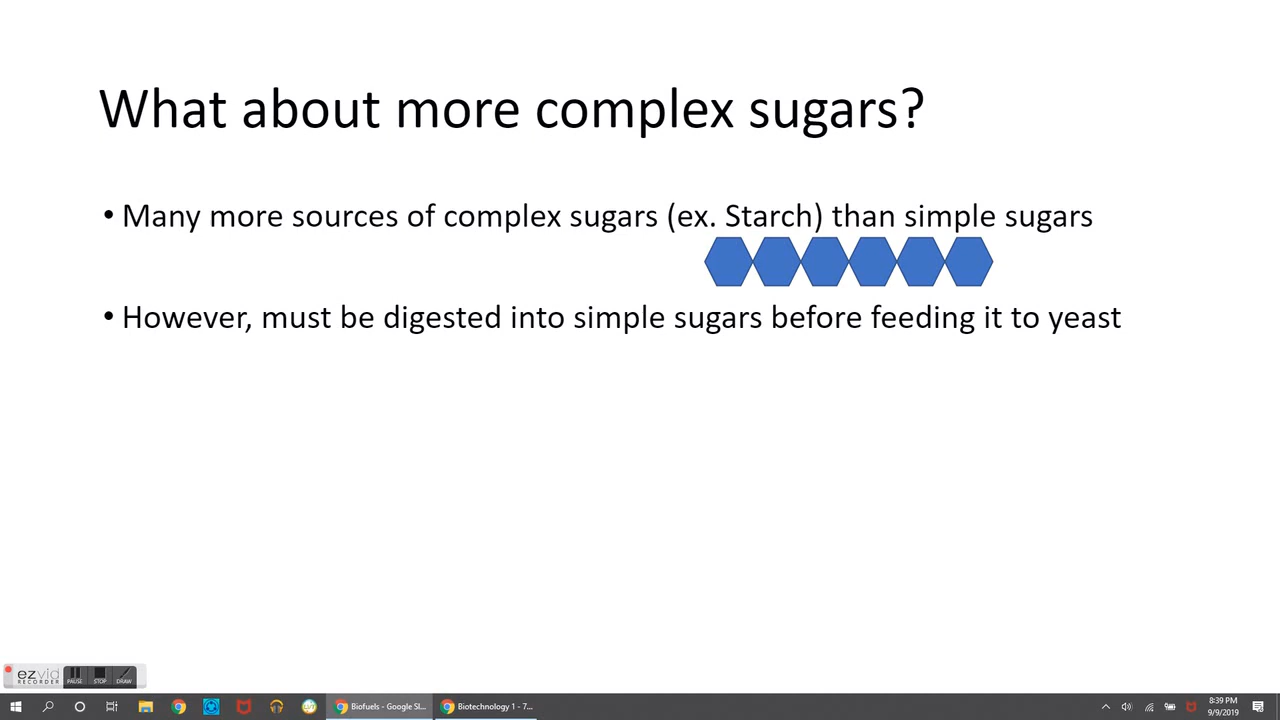 What about more complex sugars?
• Many more sources of complex sugars (ex. Starch) than simple sugars
• However, must be digested into simple sugars before feeding it to yeast
ezvid
RECORDER
PAUSE STOP DRAW
Biofuels - Google Sl...
Biotechnology 1 - 7...
8:39 PM
9/9/2019